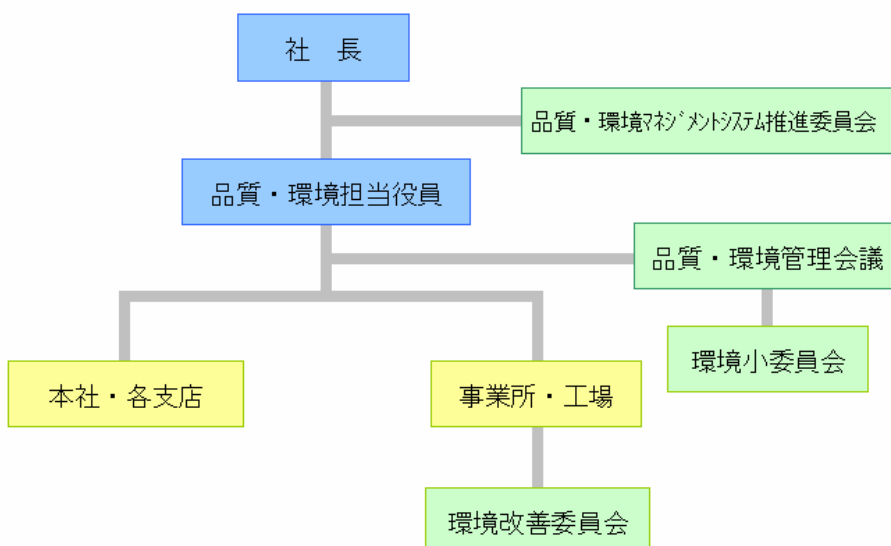 社　長
品質・環境ﾏﾈｼﾞﾒﾝﾄｼｽﾃﾑ推進委員会
品質・環境担当役員
品質・環境管理会議
環境小委員会
本社・各支店
事業所・工場
環境改善委員会